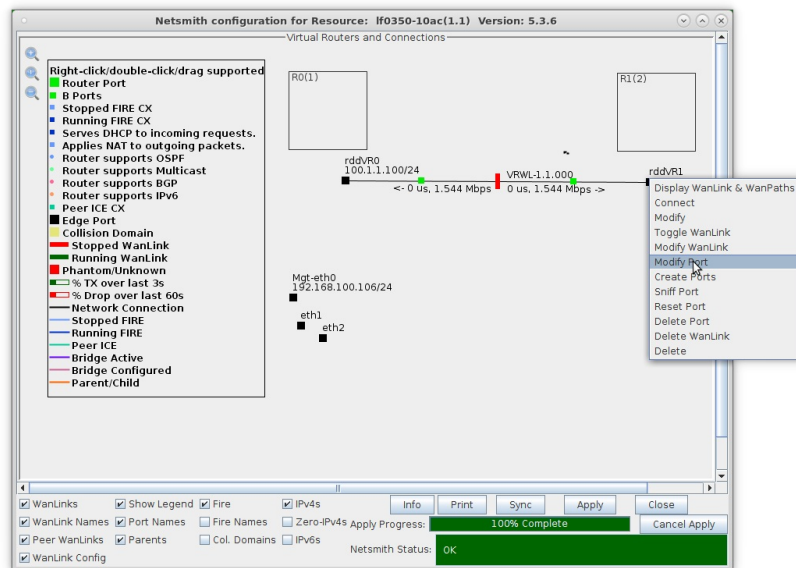 Netsmith configuration for Resource: lf0350-10ac(1.1) Version: 5.3.6
Virtual Routers and Connections
Right-click/double-click/drag supported
Router Port
B Ports
Stopped FIRE CX
Running FIRE CX
Serves DHCP to incoming requests.
Applies NAT to outgoing packets.
Router supports OSPF
Router supports Multicast
Router supports BGP
Router supports IPv6
Peer ICE CX
Edge Port
Collision Domain
Stopped WanLink
Running WanLink
Phantom/Unknown
% TX over last 3s
% Drop over last 60s
Network Connection
Stopped FIRE
Running FIRE
Peer ICE
Bridge Active
Bridge Configured
Parent/Child
R0(1)
R1(2)
rddVR0
100.1.1.100/24
VRWL-1.1.000
<- 0 us, 1.544 Mbps
0 us, 1.544 Mbps ->
rddVR1
Mgt-eth0
192.168.100.106/24
eth1
eth2
Display WanLink & WanPaths
Connect
Modify
Toggle WanLink
Modify WanLink
Modify Port
Create Ports
Sniff Port
Reset Port
Delete Port
Delete WanLink
Delete
WanLinks Show Legend Fire IPv4s Info Print Sync Apply Close
WanLink Names Port Names Fire Names Zero-IPv4s Apply Progress: 100% Complete Cancel Apply
Peer WanLinks Parents Col. Domains IPv6s
WanLink Config
Netsmith Status: OK